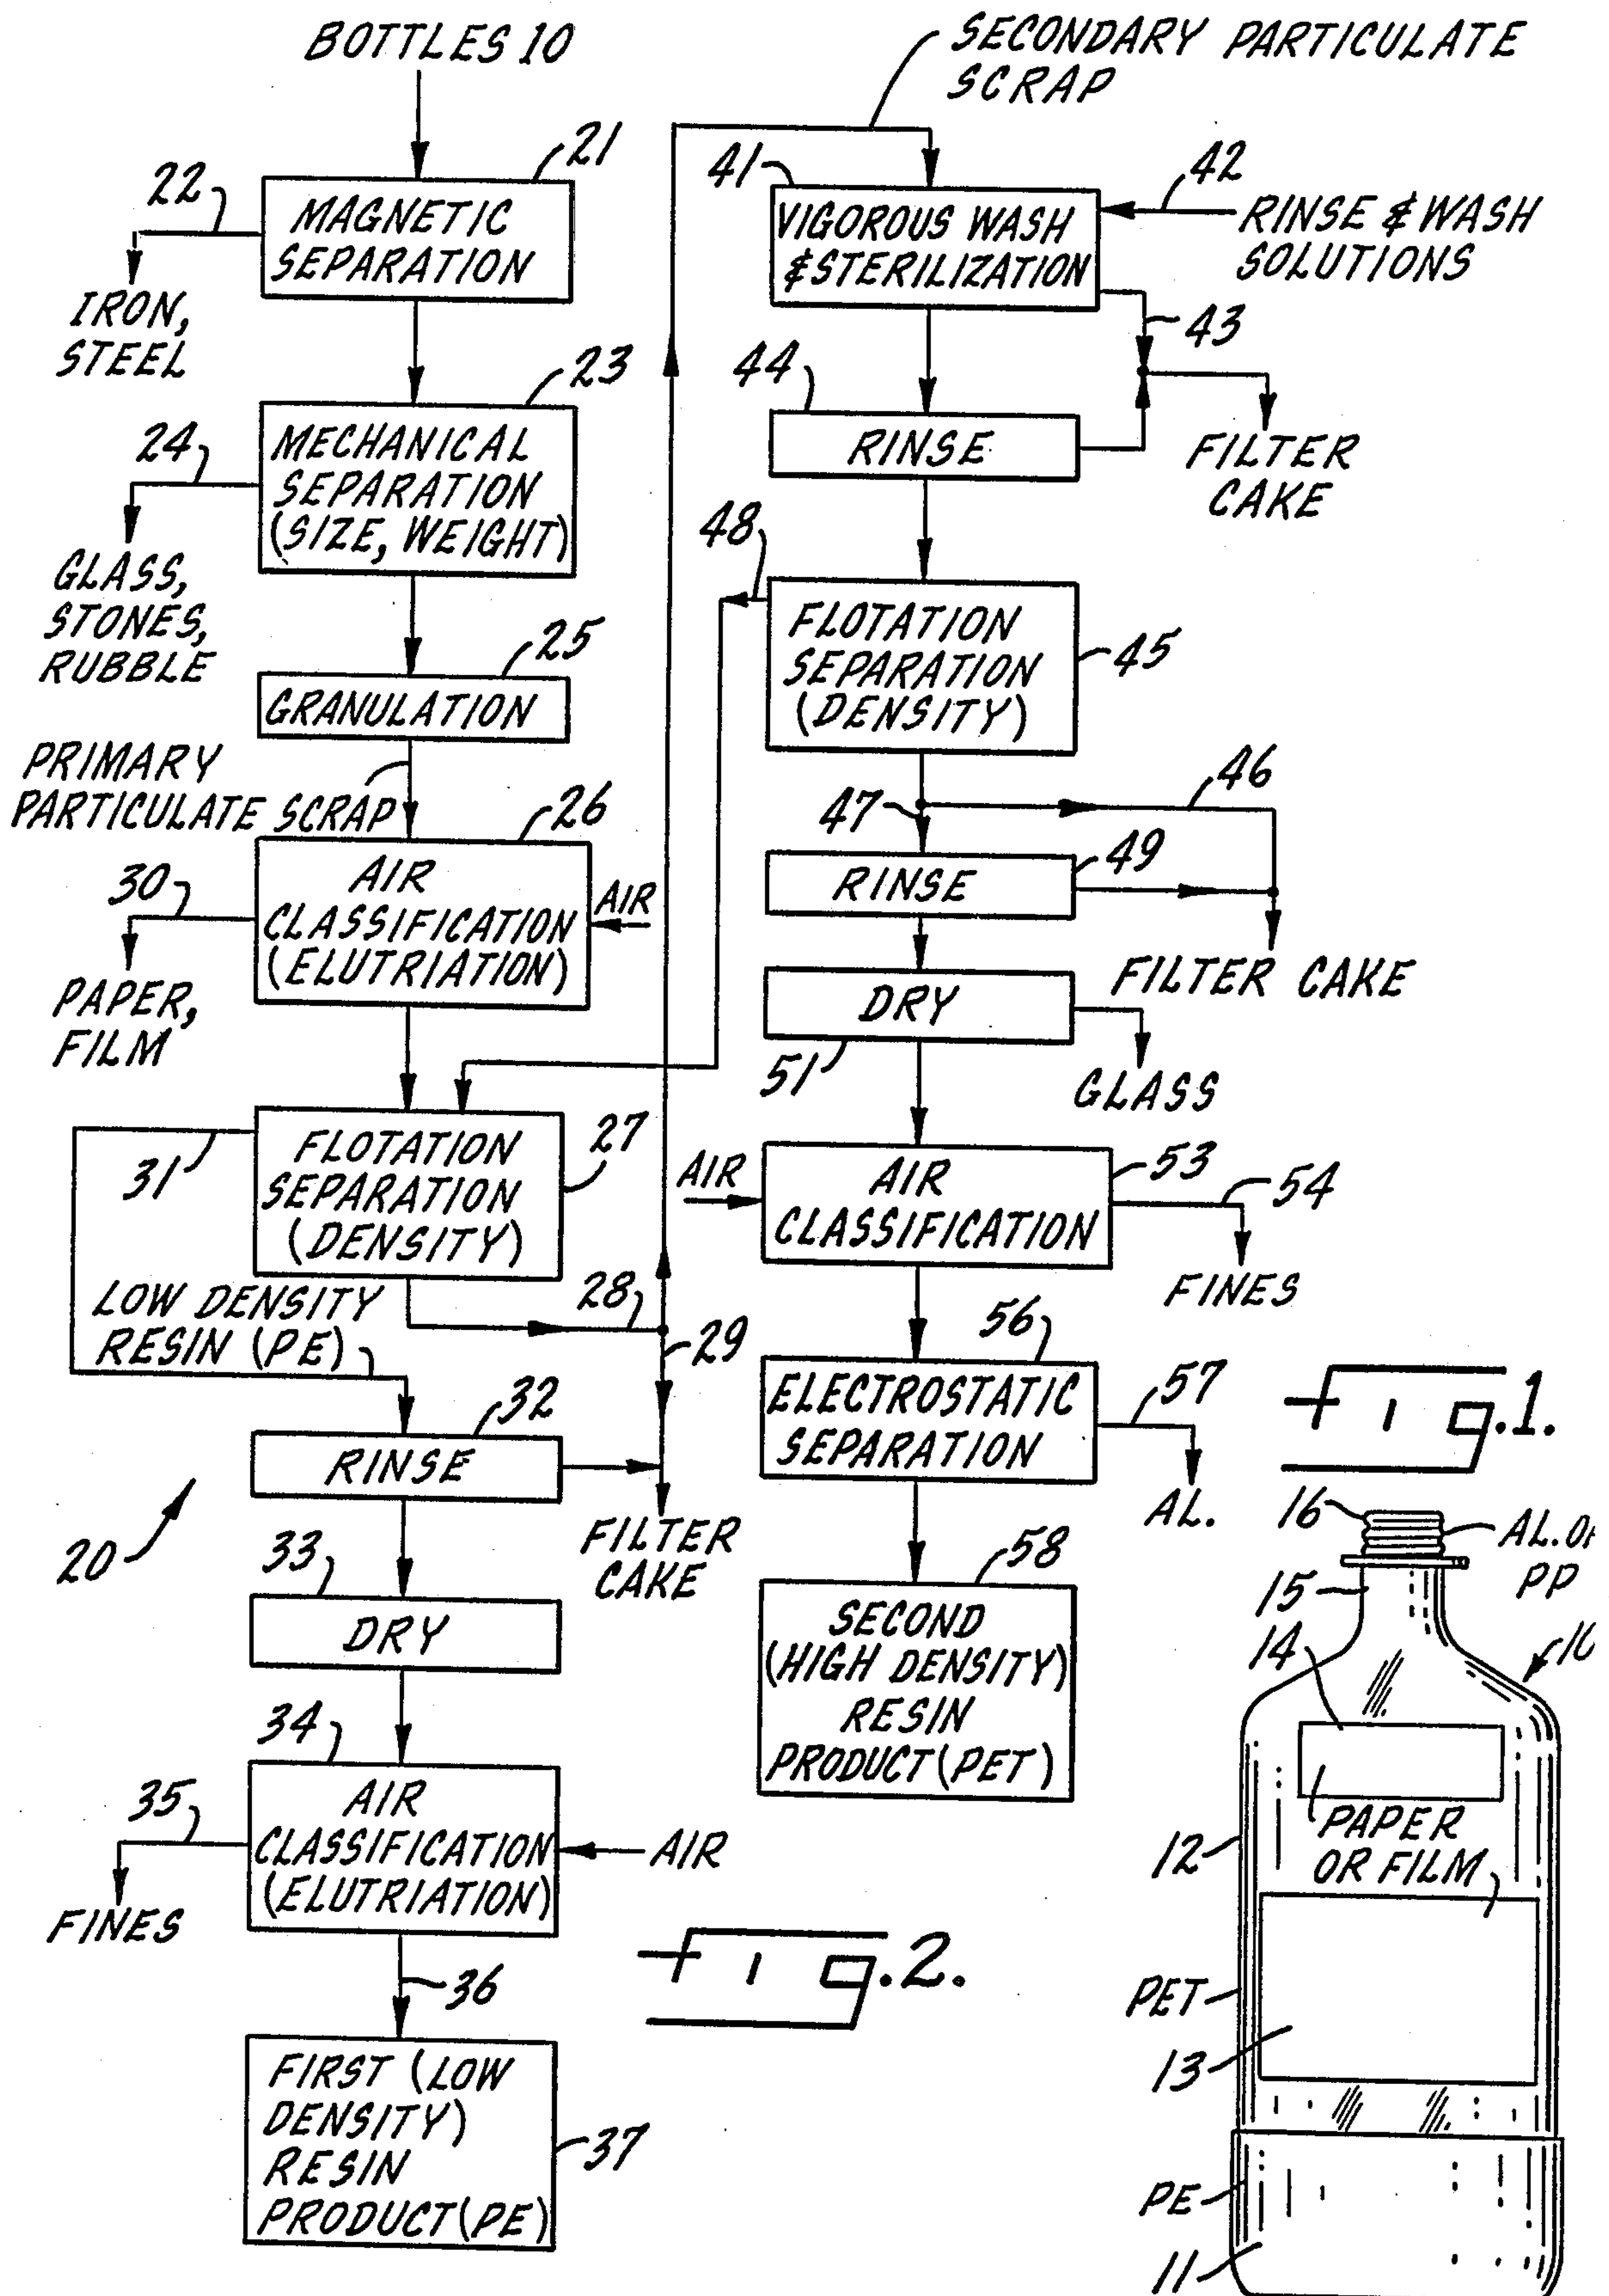 BOTTLES 10
21
22
MAGNETIC
SEPARATION
IRON,
STEEL
23
24
MECHANICAL
SEPARATION
(SIZE, WEIGHT)
GLASS,
STONES,
RUBBLE
25
GRANULATION
PRIMARY
PARTICULATE SCRAP
26
30
AIR
CLASSIFICATION
(ELUTRIATION)
AIR
PAPER,
FILM
27
31
FLOTATION
SEPARATION
(DENSITY)
28
29
LOW DENSITY
RESIN (PE)
32
RINSE
FILTER
CAKE
20
33
DRY
34
35
AIR
CLASSIFICATION
(ELUTRIATION)
AIR
FINES
36
FIRST (LOW
DENSITY)
RESIN
PRODUCT (PE)
37
SECONDARY PARTICULATE
SCRAP
41
42
VIGOROUS WASH
& STERILIZATION
RINSE & WASH
SOLUTIONS
43
44
RINSE
FILTER
CAKE
48
FLOTATION
SEPARATION
(DENSITY)
45
46
47
49
RINSE
FILTER CAKE
DRY
51
GLASS
AIR
AIR
CLASSIFICATION
53
54
FINES
56
ELECTROSTATIC
SEPARATION
57
AL.
58
SECOND
(HIGH DENSITY)
RESIN
PRODUCT (PET)
Fig. 2.
Fig. 1.
16
AL. OR
PP
15
14
10
PAPER
OR FILM
12
PET
13
PE
11